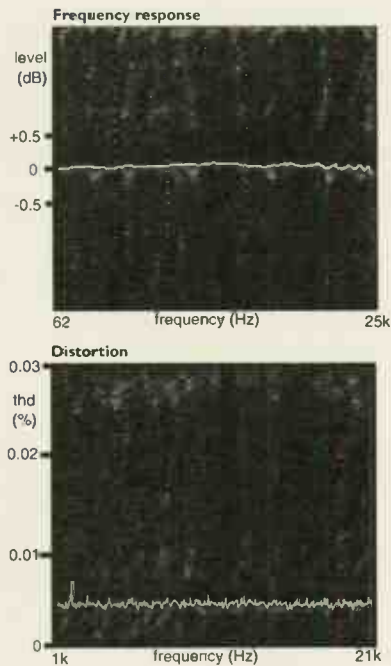 Frequency response
level
(dB)
+0.5
0
-0.5
62
frequency (Hz)
25k
Distortion
0.03
thd
(%)
0.02
0.01
0
1k
frequency (Hz)
21k